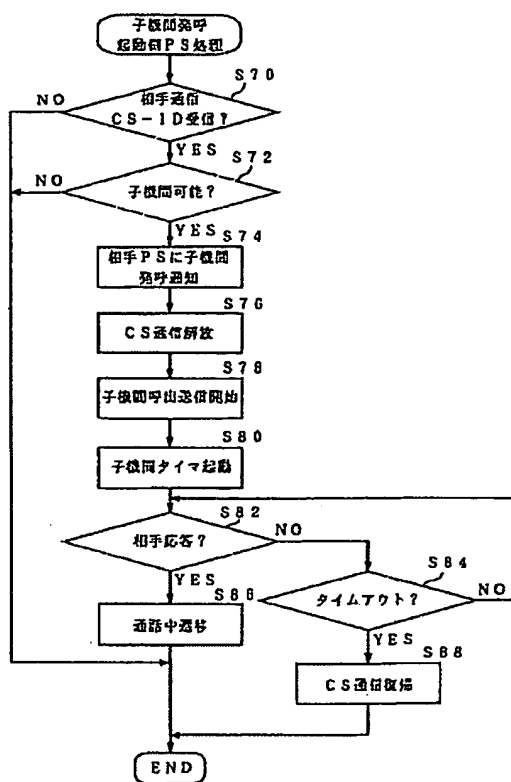 子機間発呼
起動側PS処理
S70
NO
相手通信
CS-ID受信?
YES
S72
NO
子機間可能?
YES
S74
相手PSに子機間
発呼通知
S76
CS通信解放
S78
子機間呼出送信開始
S80
子機間タイマ起動
S82
相手応答?
NO
S84
YES
タイムアウト?
NO
S86
通話中遷移
YES
S88
CS通信復帰
END